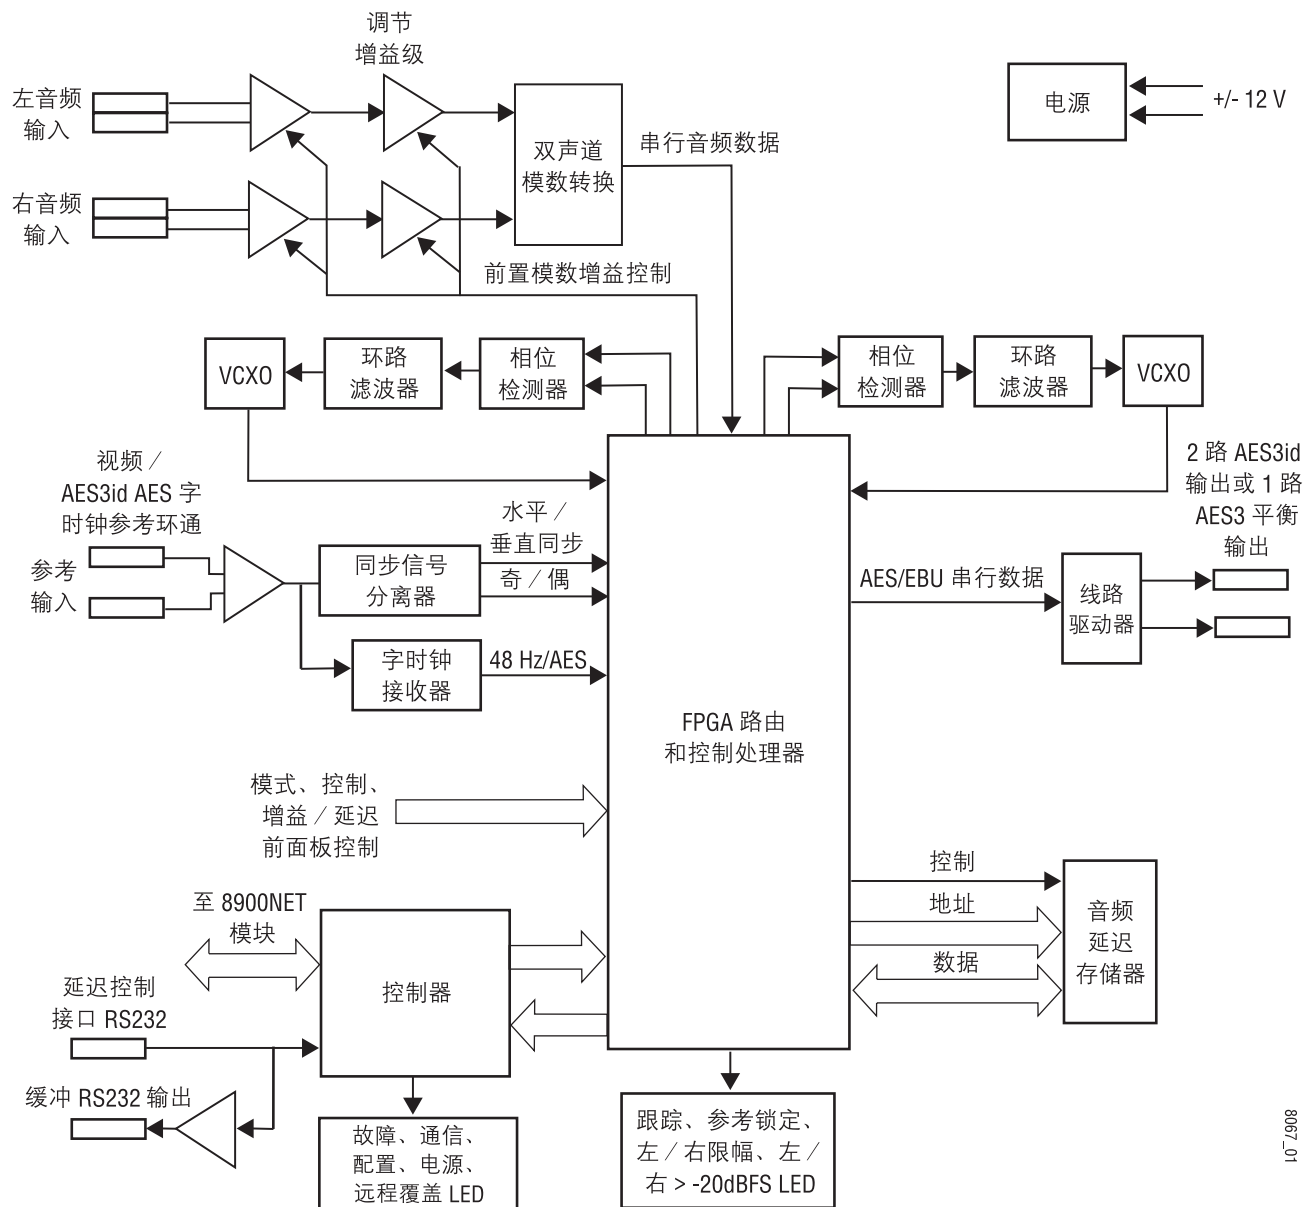 调节
增益级
左音频
输入
右音频
输入
双声道
模数转换
串行音频数据
电源
+/- 12 V
前置模数增益控制
VCXO
环路
滤波器
相位
检测器
相位
检测器
环路
滤波器
VCXO
视频 /
AES3id AES 字
时钟参考环通
参考
输入
同步信号
分离器
水平 /
垂直同步
奇 / 偶
字时钟
接收器
48 Hz/AES
2 路 AES3id
输出或 1 路
AES3 平衡
输出
AES/EBU 串行数据
线路
驱动器
FPGA 路由
和控制处理器
模式、控制、
增益 / 延迟
前面板控制
至 8900NET
模块
控制器
延迟控制
接口 RS232
缓冲 RS232 输出
控制
地址
数据
音频
延迟
存储器
故障、通信、
配置、电源、
远程覆盖 LED
跟踪、参考锁定、
左 / 右限幅、左 /
右 > -20dBFS LED
8067_01